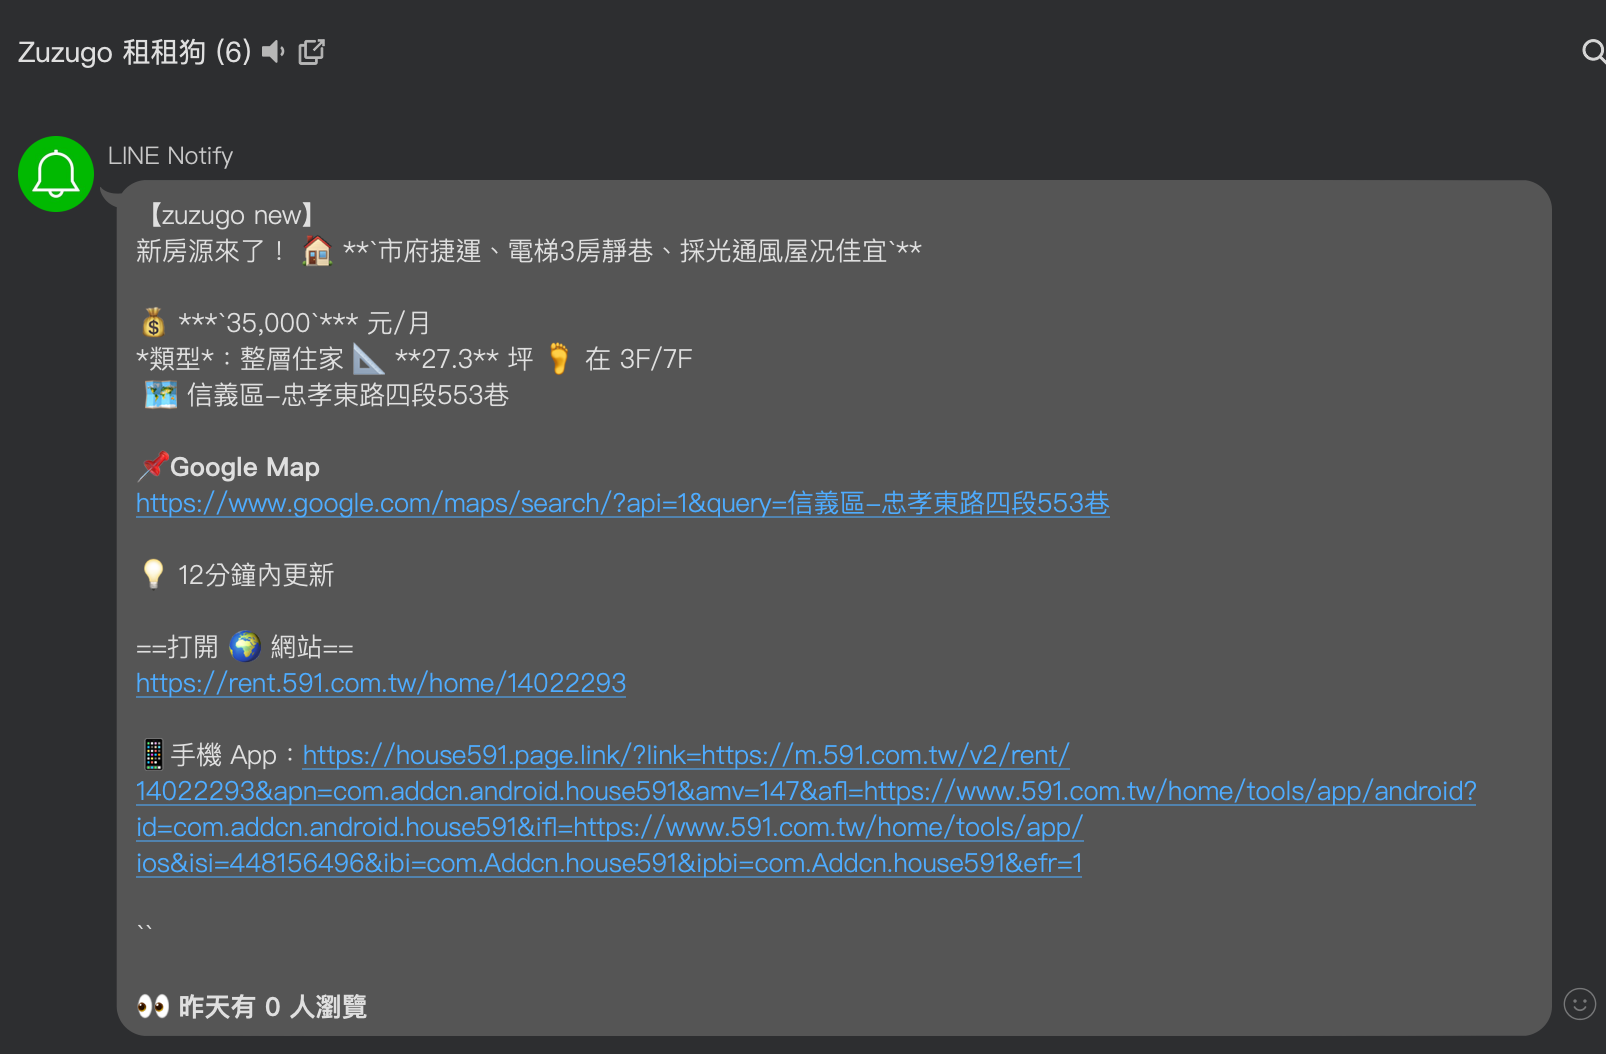 Zuzugo 租租狗 (6)
LINE Notify
【zuzugo new】
新房源來了！ 🏠 **`市府捷運、電梯3房靜巷、採光通風屋況佳宜`**
💰 ***`35,000`*** 元/月
*類型*：整層住家 📐 **27.3** 坪 🦶 在 3F/7F
🗺️ 信義區-忠孝東路四段553巷
📌Google Map
https://www.google.com/maps/search/?api=1&query=信義區-忠孝東路四段553巷
💡 12分鐘內更新
==打開 🌍 網站==
https://rent.591.com.tw/home/14022293
📱手機 App：https://house591.page.link/?link=https://m.591.com.tw/v2/rent/
14022293&apn=com.addcn.android.house591&amv=147&afl=https://www.591.com.tw/home/tools/app/android?
id=com.addcn.android.house591&ifl=https://www.591.com.tw/home/tools/app/
ios&isi=448156496&ibi=com.Addcn.house591&ipbi=com.Addcn.house591&efr=1
``
👀 昨天有 0 人瀏覽